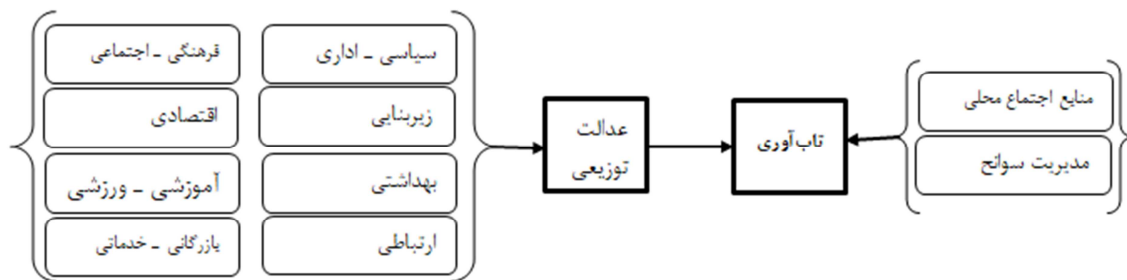 منابع اجتماع محلی
مدیریت سوانح
تاب‌آوری
عدالت
توزیعی
سیاسی ـ اداری
زیربنایی
بهداشتی
ارتباطی
فرهنگی ـ اجتماعی
اقتصادی
آموزشی ـ ورزشی
بازرگانی ـ خدماتی